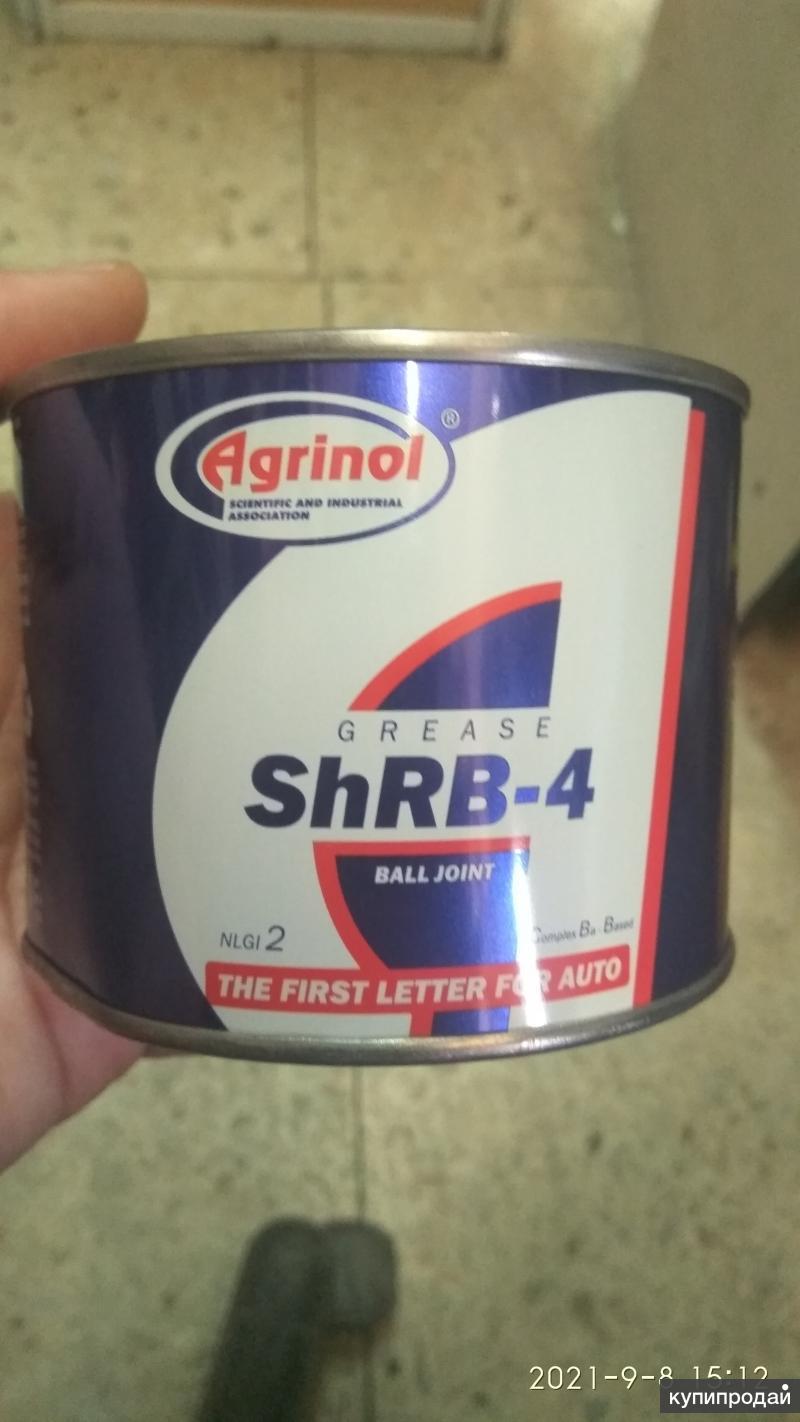 Agrinol ®
SCIENTIFIC AND INDUSTRIAL
ASSOCIATION
GREASE
ShRB-4
BALL JOINT
NLGI 2
Complex Ba - Based
THE FIRST LETTER FOR AUTO
2021-9-8 15:12
купипродай